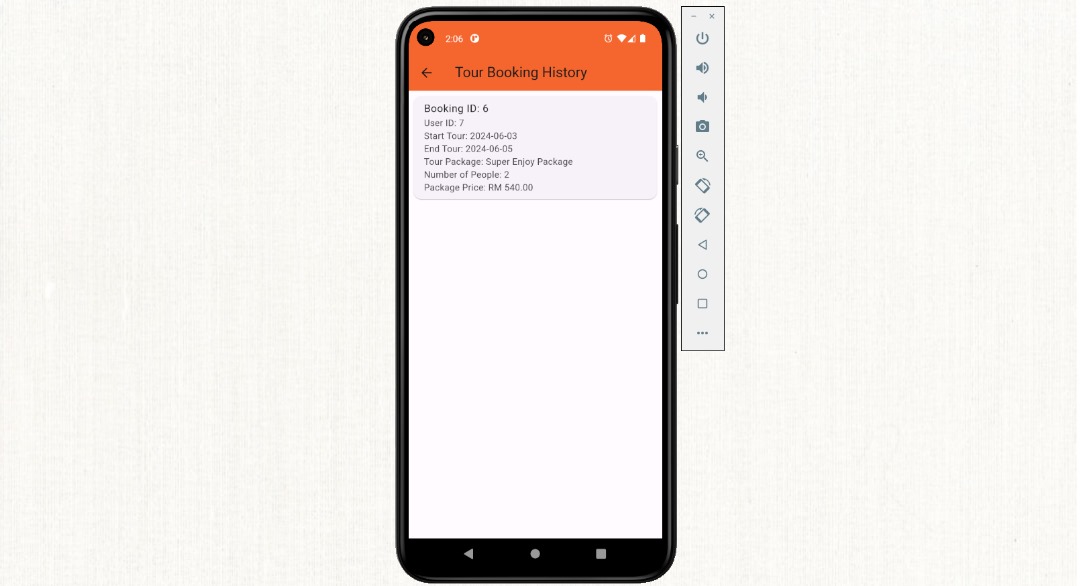 2:06
Tour Booking History
Booking ID: 6
User ID: 7
Start Tour: 2024-06-03
End Tour: 2024-06-05
Tour Package: Super Enjoy Package
Number of People: 2
Package Price: RM 540.00